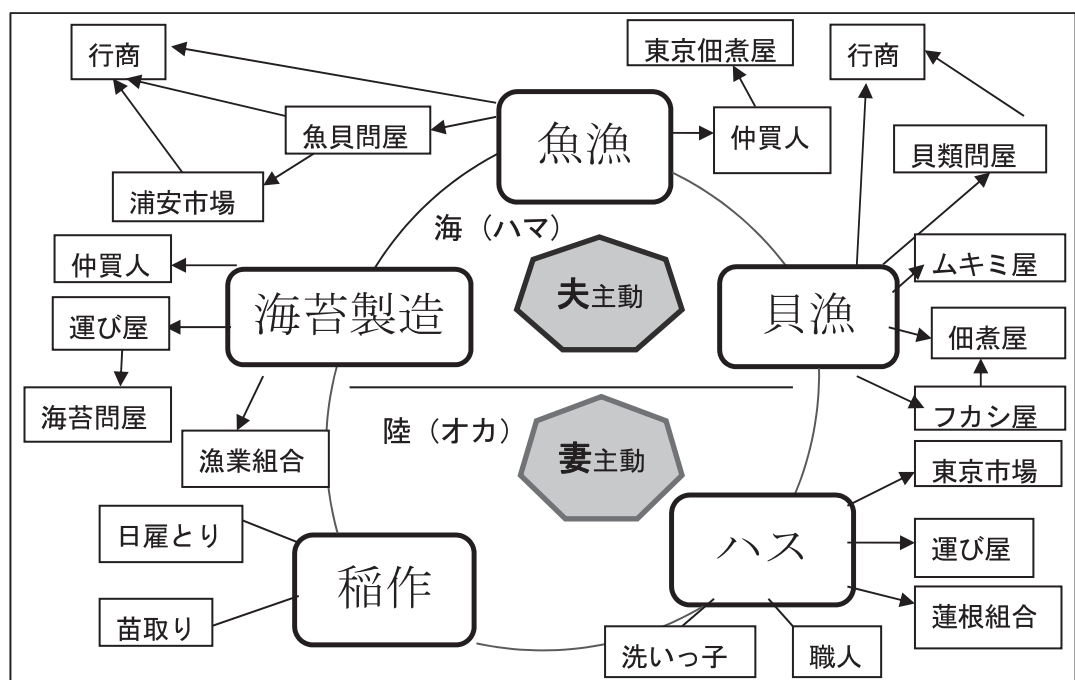 行商
東京佃煮屋
行商
魚貝問屋
魚漁
仲買人
貝類問屋
浦安市場
海（ハマ）
仲買人
ムキミ屋
海苔製造
夫主動
貝漁
運び屋
佃煮屋
海苔問屋
フカシ屋
陸（オカ）
漁業組合
妻主動
東京市場
日雇とり
ハス
運び屋
稲作
苗取り
蓮根組合
洗いっ子
職人